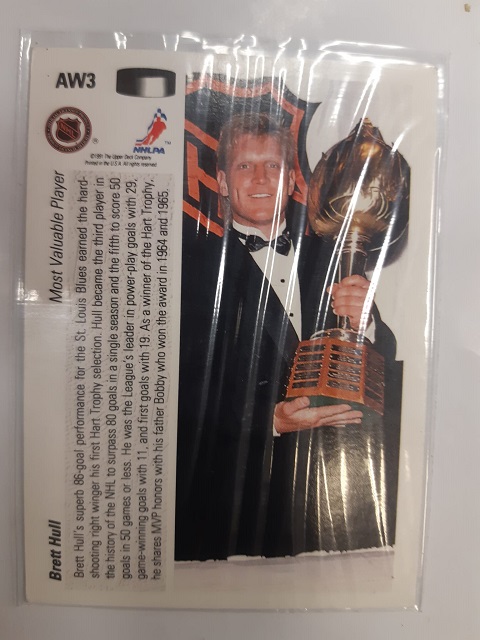 AW3
NHLPA
©1991 The Upper Deck Company
Printed in the U.S.A. All rights reserved
Brett Hull
Most Valuable Player
Brett Hull's superb 86-goal performance for the St. Louis Blues earned the hard-
shooting right winger his first Hart Trophy selection. Hull became the third player in
the history of the NHL to surpass 80 goals in a single season and the fifth to score 50
goals in 50 games or less. He was the League's leader in power-play goals with 29,
game-winning goals with 11, and first goals with 19. As a winner of the Hart Trophy,
he shares MVP honors with his father Bobby who won the award in 1964 and 1965.